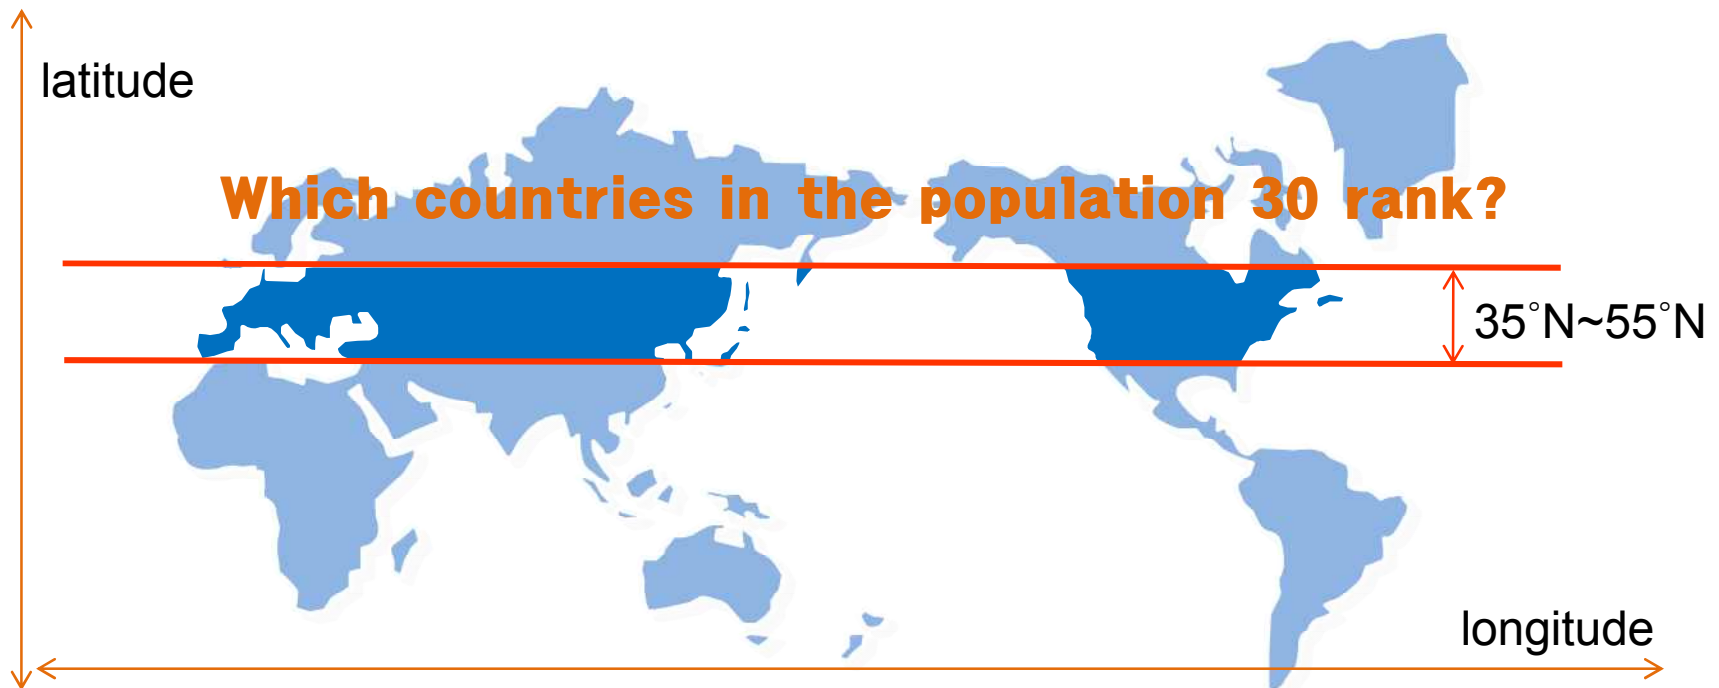 latitude
Which countries in the population 30 rank?
35°N~55°N
longitude